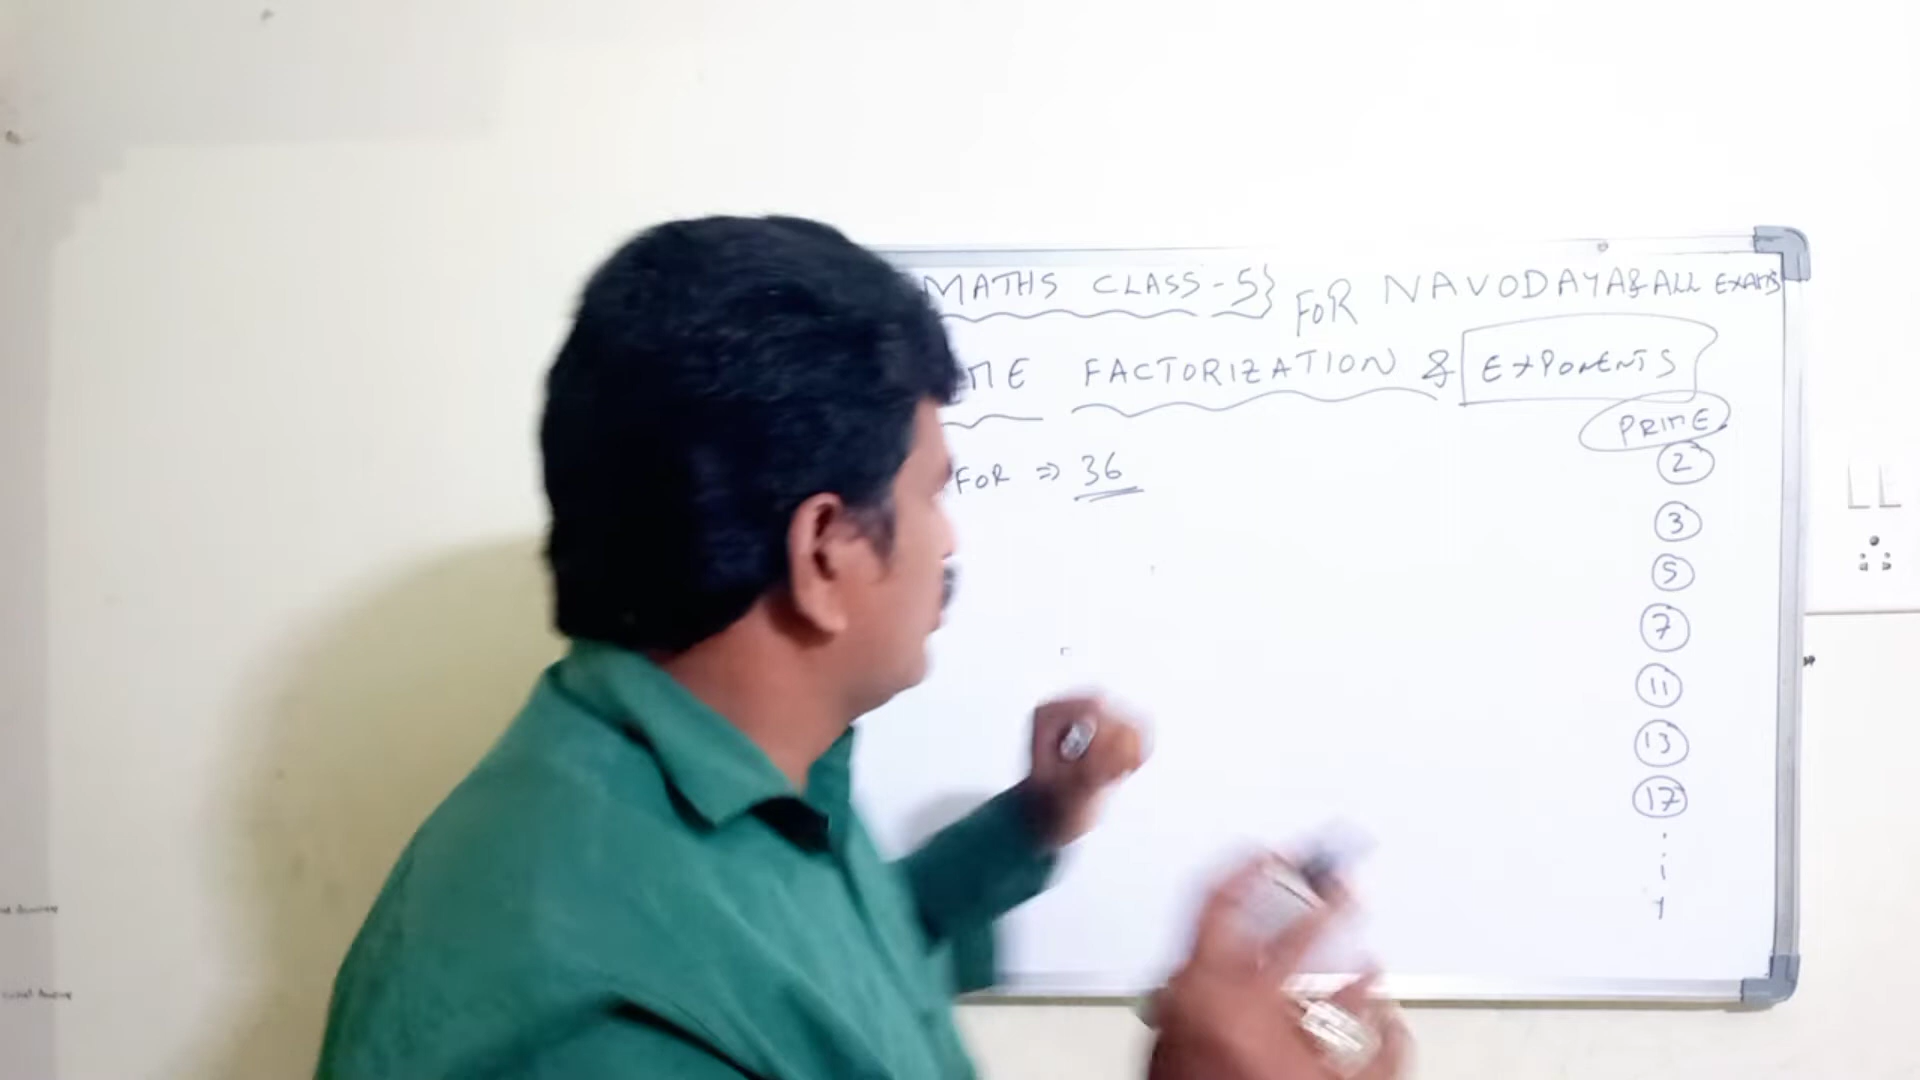 MATHS CLASS-5} FOR NAVODAYA & ALL EXAMS
ME FACTORIZATION & EXPONENTS
PRIME
FOR ⇒ 36
2
3
5
7
11
13
17